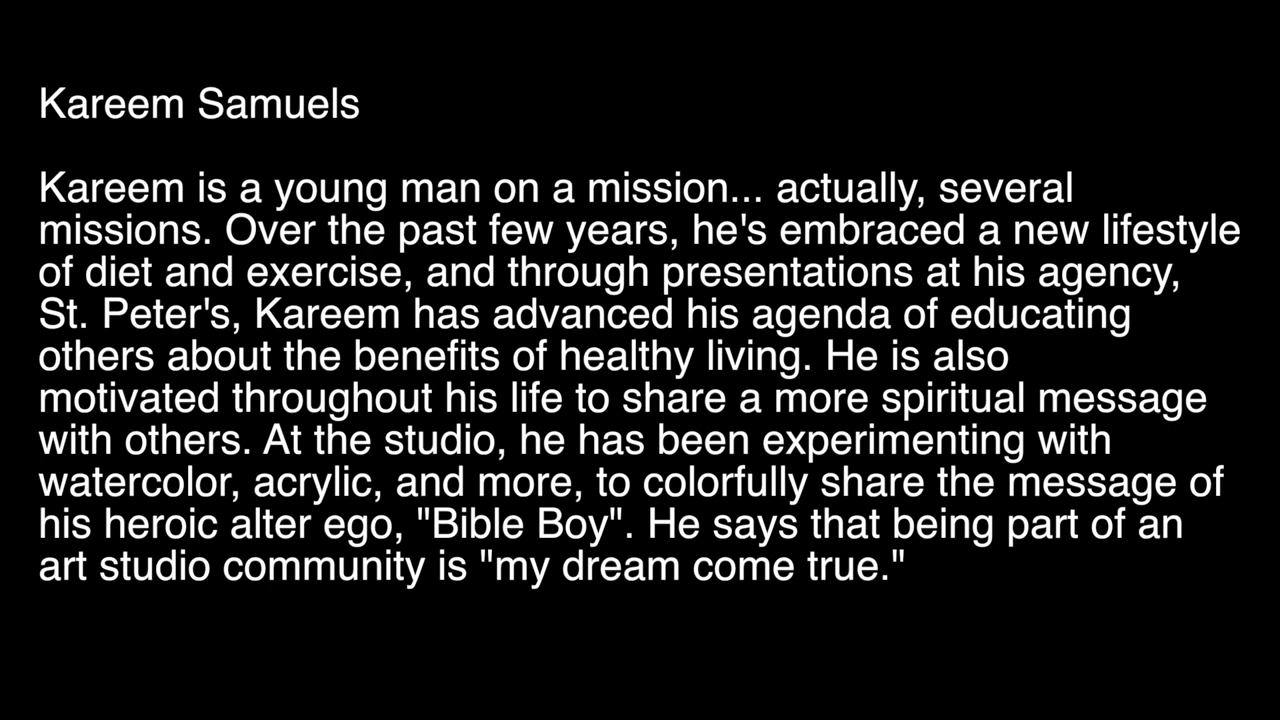 Kareem Samuels
Kareem is a young man on a mission... actually, several
missions. Over the past few years, he's embraced a new lifestyle
of diet and exercise, and through presentations at his agency,
St. Peter's, Kareem has advanced his agenda of educating
others about the benefits of healthy living. He is also
motivated throughout his life to share a more spiritual message
with others. At the studio, he has been experimenting with
watercolor, acrylic, and more, to colorfully share the message of
his heroic alter ego, "Bible Boy". He says that being part of an
art studio community is "my dream come true."